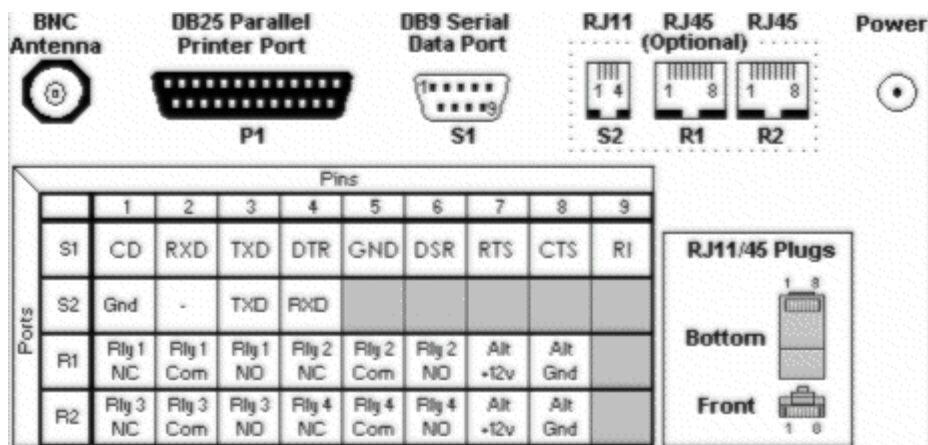 BNC DB25 Parallel DB9 Serial RJ11 RJ45 RJ45 Power
Antenna Printer Port Data Port (Optional)
1 9 1 4 1 8 1 8
P1 S1 S2 R1 R2
Pins
1 2 3 4 5 6 7 8 9
Ports
S1 CD RXD TXD DTR GND DSR RTS CTS RI
S2 Gnd - TXD RXD
R1 Rly 1 NC Rly 1 Com Rly 1 NO Rly 2 NC Rly 2 Com Rly 2 NO Alt +12v Alt Gnd
R2 Rly 3 NC Rly 3 Com Rly 3 NO Rly 4 NC Rly 4 Com Rly 4 NO Alt +12v Alt Gnd
RJ11/45 Plugs
1 8
Bottom
Front
1 8